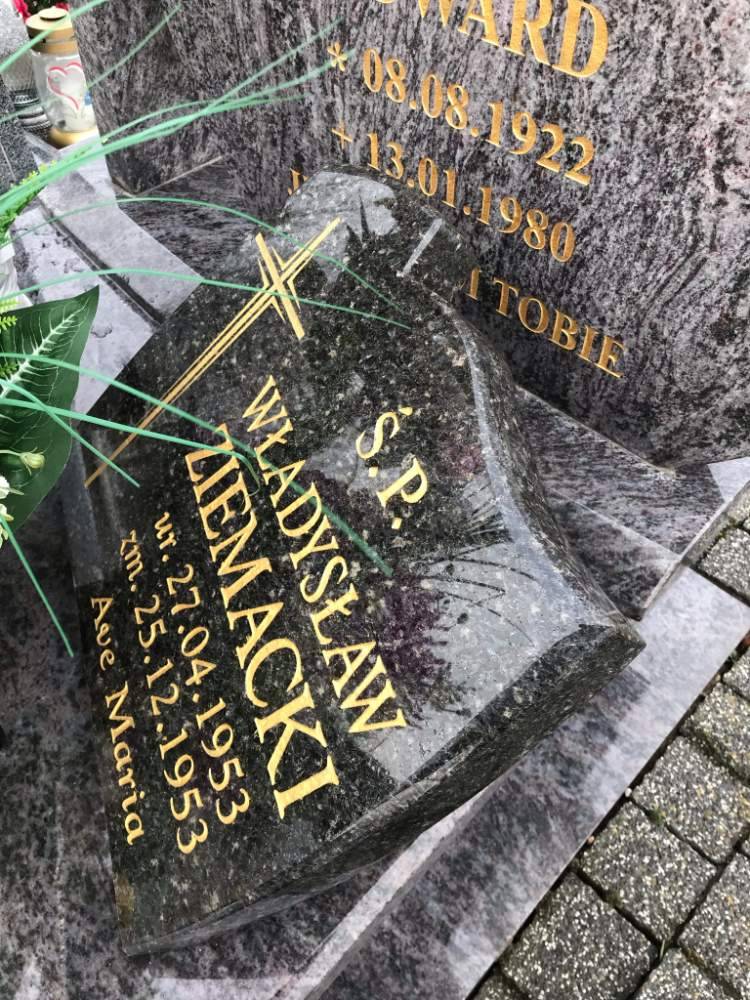 * 08.08.1922
+ 13.01.1980
TOBIE
Ś.P.
WŁADYSŁAW
ZIEMACKI
ur. 27.04.1953
zm. 25.12.1953
Ave Maria